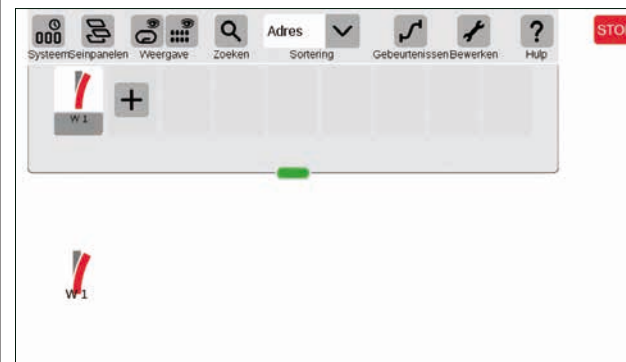 Adres
STO
Systeem Seinpanelen Weergave Zoeken Sortering Gebeurtenissen Bewerken Hulp
W 1
W 1